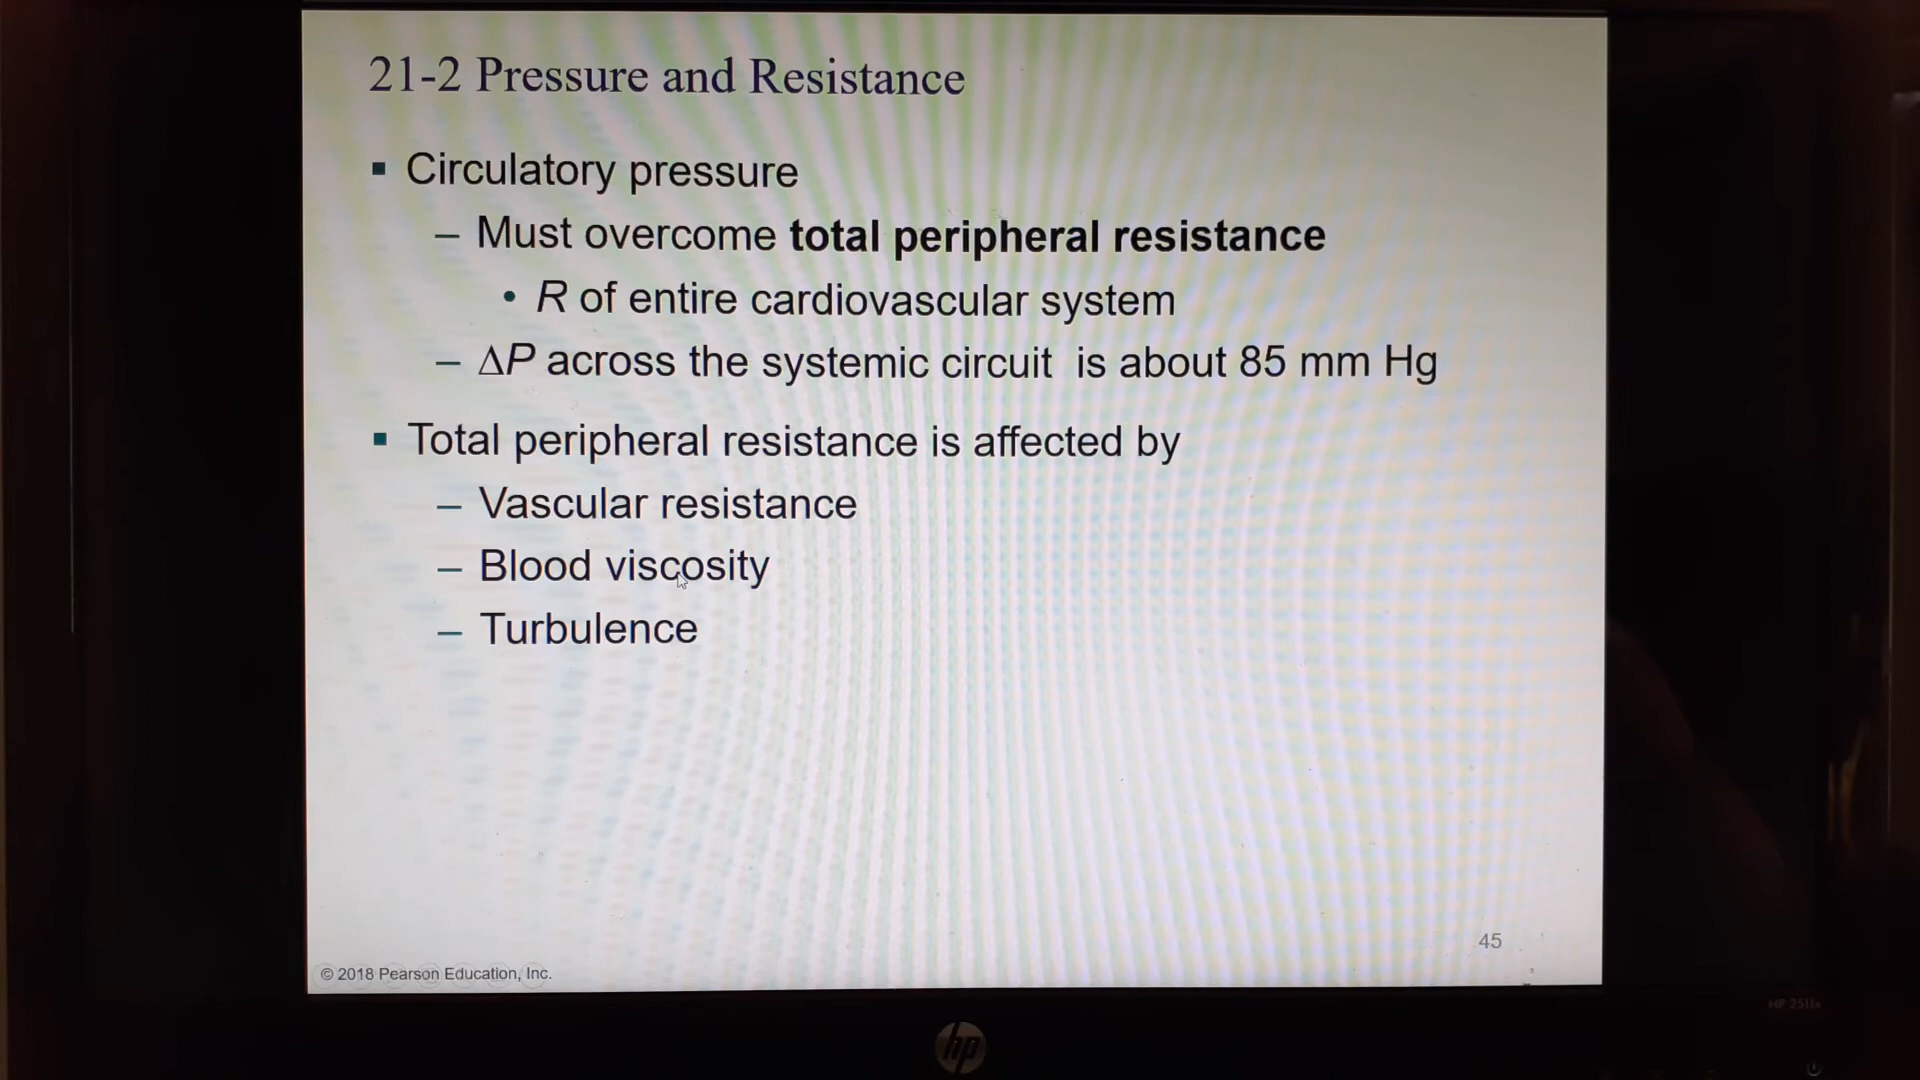 21-2 Pressure and Resistance
▪ Circulatory pressure
– Must overcome total peripheral resistance
• R of entire cardiovascular system
– ΔP across the systemic circuit is about 85 mm Hg
▪ Total peripheral resistance is affected by
– Vascular resistance
– Blood viscosity
– Turbulence
45
© 2018 Pearson Education, Inc.
hp